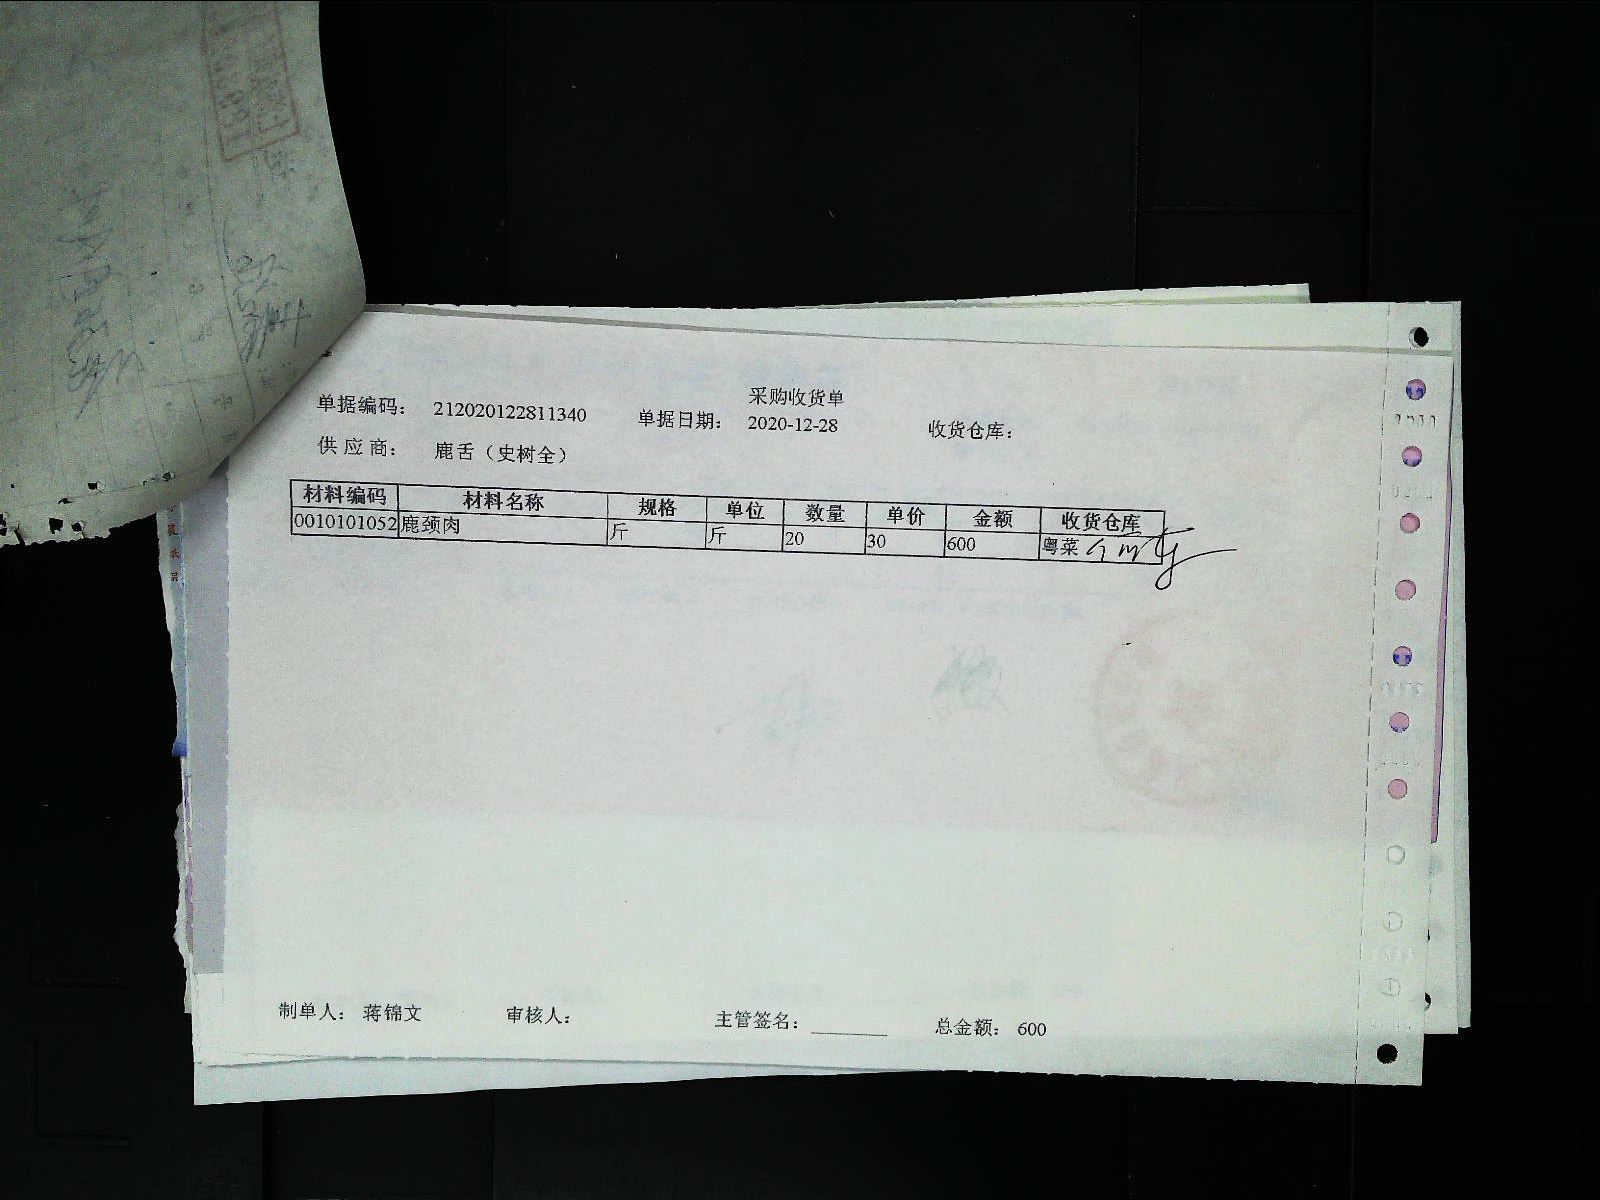 采购收货单
单据编码： 212020122811340 单据日期： 2020-12-28 收货仓库：
供 应 商： 鹿舌（史树全）
材料编码 材料名称 规格 单位 数量 单价 金额 收货仓库
0010101052 鹿颈肉 斤 斤 20 30 600 粤菜
制单人： 蒋锦文 审核人： 主管签名： 总金额： 600